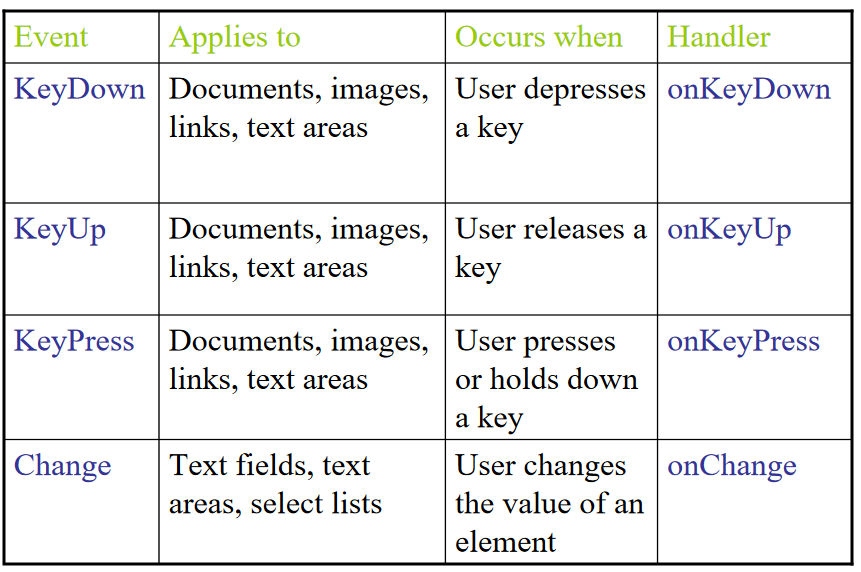 Event Applies to Occurs when Handler
KeyDown Documents, images, User depresses onKeyDown
links, text areas a key
KeyUp Documents, images, User releases a onKeyUp
links, text areas key
KeyPress Documents, images, User presses onKeyPress
links, text areas or holds down
a key
Change Text fields, text User changes onChange
areas, select lists the value of an
element